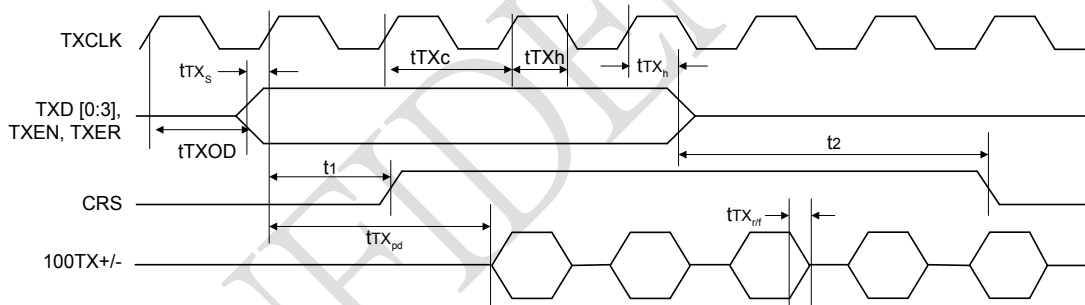 TXCLK
tTXc
tTXh
tTXs
tTXh
TXD [0:3],
TXEN, TXER
tTXOD
t1
t2
CRS
tTXpd
tTXr/f
100TX+/-